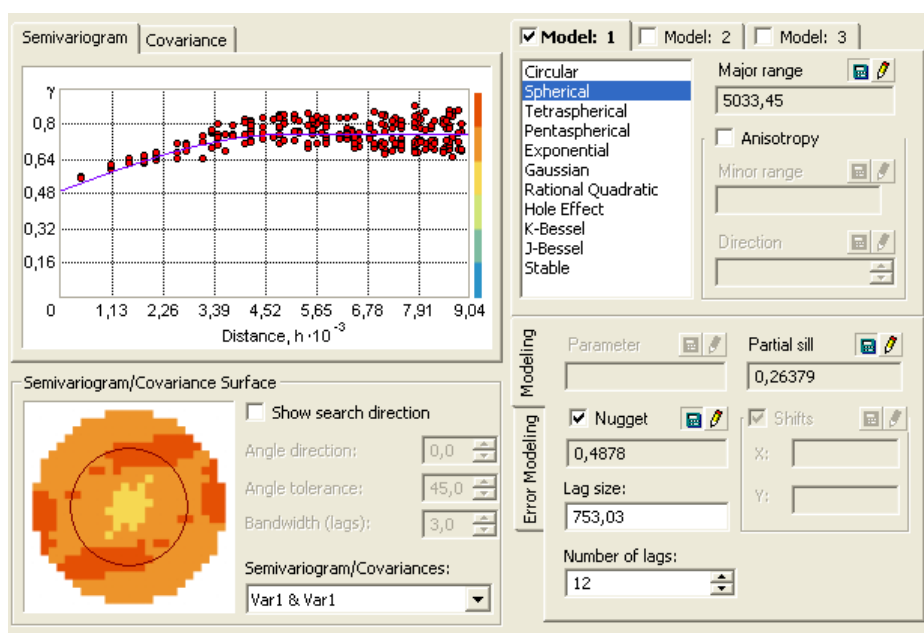 Semivariogram
Covariance
γ
0,8
0,64
0,48
0,32
0,16
0 1,13 2,26 3,39 4,52 5,65 6,78 7,91 9,04
Distance, h·10⁻³
Semivariogram/Covariance Surface
Show search direction
Angle direction: 0,0
Angle tolerance: 45,0
Bandwidth (lags): 3,0
Semivariogram/Covariances:
Var1 & Var1
Model: 1
Model: 2
Model: 3
Circular
Spherical
Tetraspherical
Pentaspherical
Exponential
Gaussian
Rational Quadratic
Hole Effect
K-Bessel
J-Bessel
Stable
Major range
5033,45
Anisotropy
Minor range
Direction
Modeling
Error Modeling
Parameter
Partial sill
0,26379
Nugget
0,4878
Shifts
X:
Y:
Lag size:
753,03
Number of lags:
12